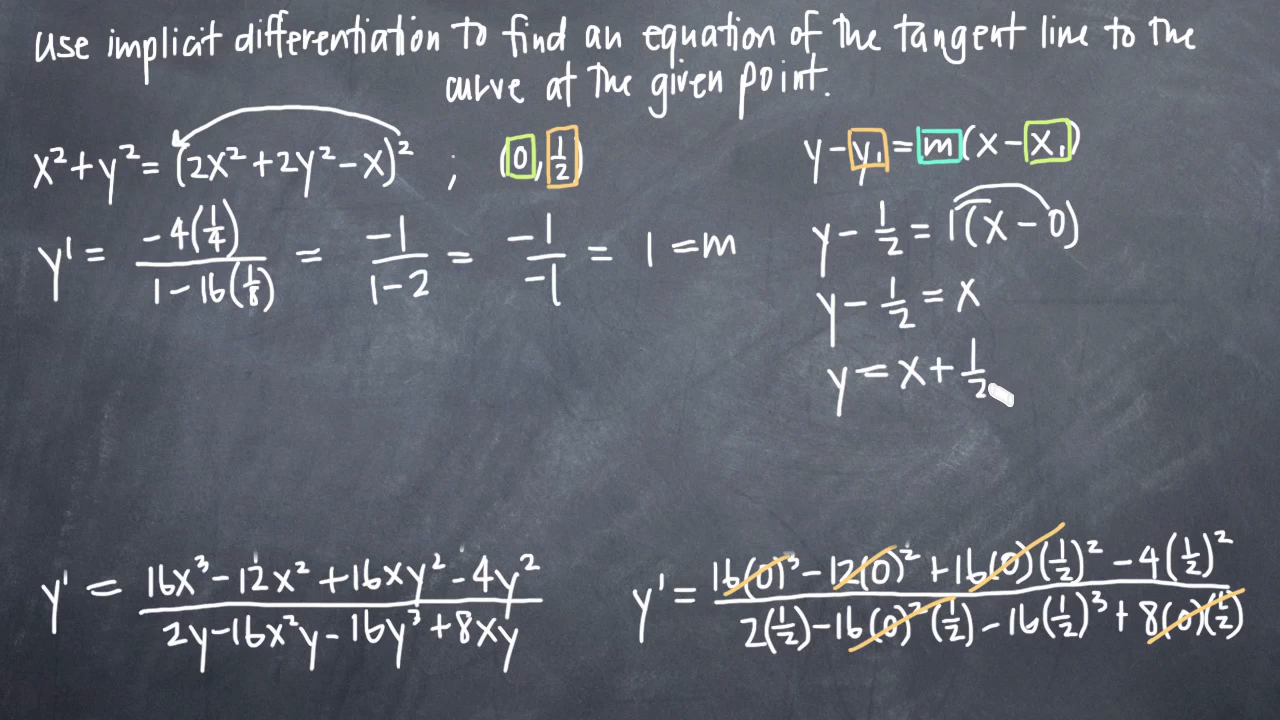 use implicit differentiation to find an equation of the tangent line to the
curve at the given point.
x² + y² = (2x² + 2y² − x)² ; (0, 1/2)
y' = −4(1/4) / 1 − 16(1/8) = −1 / 1 − 2 = −1 / −1 = 1 = m
y − y₁ = m(x − x₁)
y − 1/2 = 1(x − 0)
y − 1/2 = x
y = x + 1/2
y' = 16x³ − 12x² + 16xy² − 4y² / 2y − 16x²y − 16y³ + 8xy
y' = 16(0)³ − 12(0)² + 16(0)(1/2)² − 4(1/2)² / 2(1/2) − 16(0)²(1/2) − 16(1/2)³ + 8(0)(1/2)